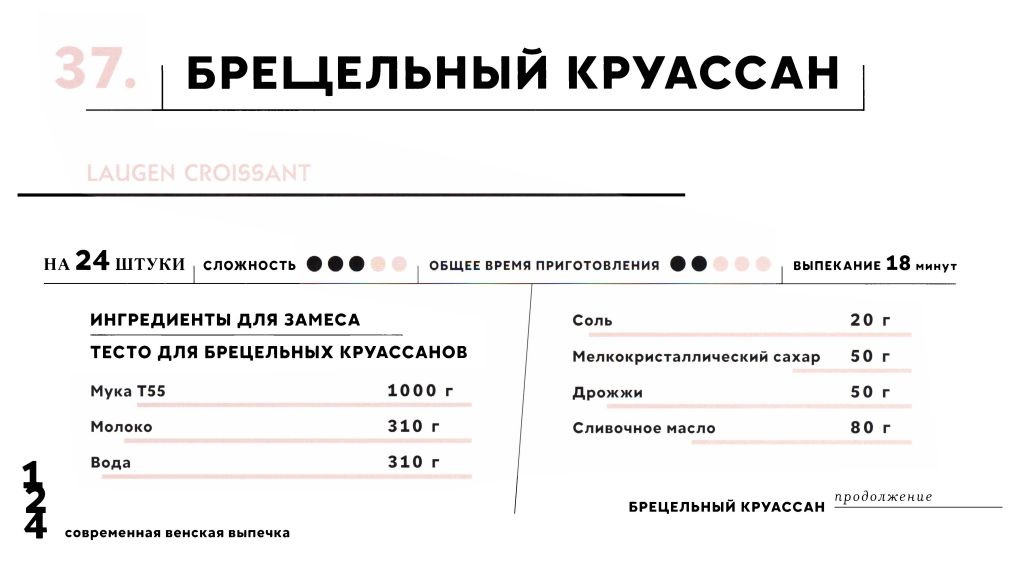 37. БРЕЩЕЛЬНЫЙ КРУАССАН
LAUGEN CROISSANT
НА 24 ШТУКИ СЛОЖНОСТЬ ОБЩЕЕ ВРЕМЯ ПРИГОТОВЛЕНИЯ ВЫПЕКАНИЕ 18 минут
ИНГРЕДИЕНТЫ ДЛЯ ЗАМЕСА
ТЕСТО ДЛЯ БРЕЦЕЛЬНЫХ КРУАССАНОВ
Мука Т55 1000 г
Молоко 310 г
Вода 310 г
Соль 20 г
Мелкокристаллический сахар 50 г
Дрожжи 50 г
Сливочное масло 80 г
БРЕЦЕЛЬНЫЙ КРУАССАН продолжение
124 современная венская выпечка